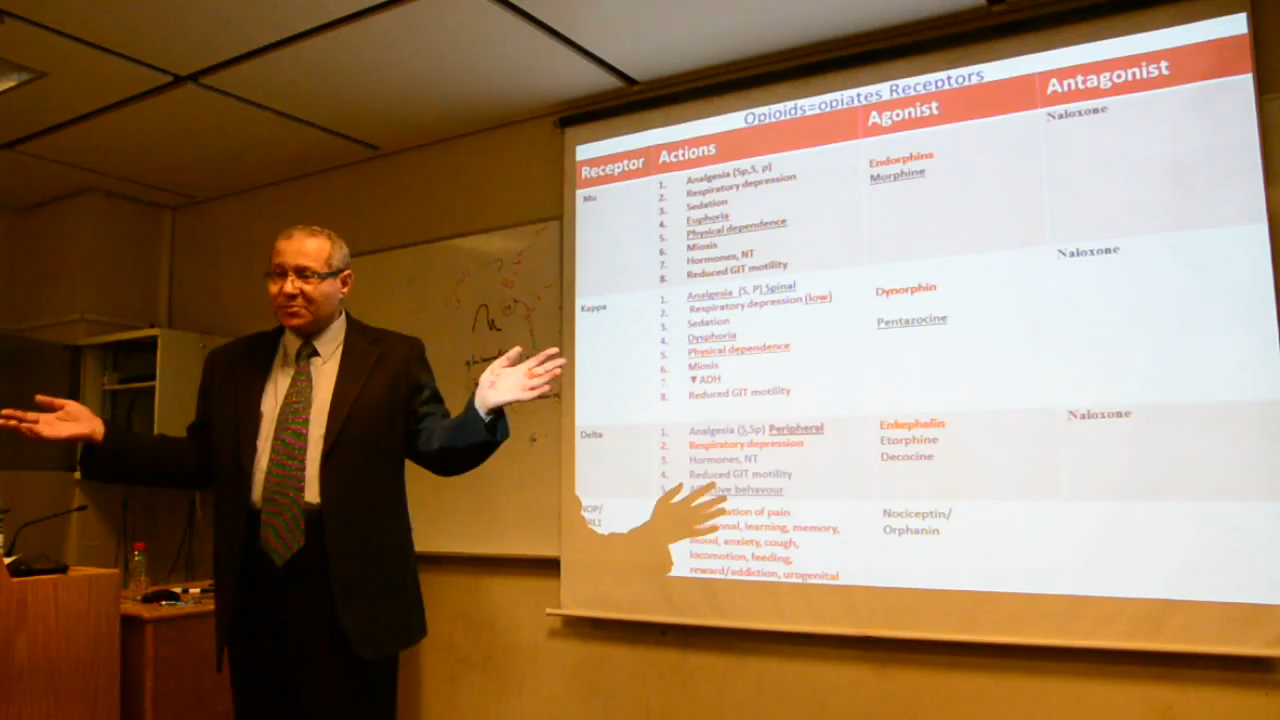 Opioids=opiates Receptors
Receptor Actions Agonist Antagonist
Mu
1. Analgesia (Sp,S, p)
2. Respiratory depression
3. Sedation
4. Euphoria
5. Physical dependence
6. Miosis
7. Hormones, NT
8. Reduced GIT motility
Endorphins
Morphine
Naloxone
Kappa
1. Analgesia (S, P) Spinal
2. Respiratory depression (low)
3. Sedation
4. Dysphoria
5. Physical dependence
6. Miosis
7. ▼ADH
8. Reduced GIT motility
Dynorphin
Pentazocine
Naloxone
Delta
1. Analgesia (S,Sp) Peripheral
2. Respiratory depression
3. Hormones, NT
4. Reduced GIT motility
5. behaviour
Enkephalin
Etorphine
Decocine
Naloxone
NOP/
of pain
learning, memory,
mood, anxiety, cough,
locomotion, feeding,
reward/addiction, urogenital
Nociceptin/
Orphanin